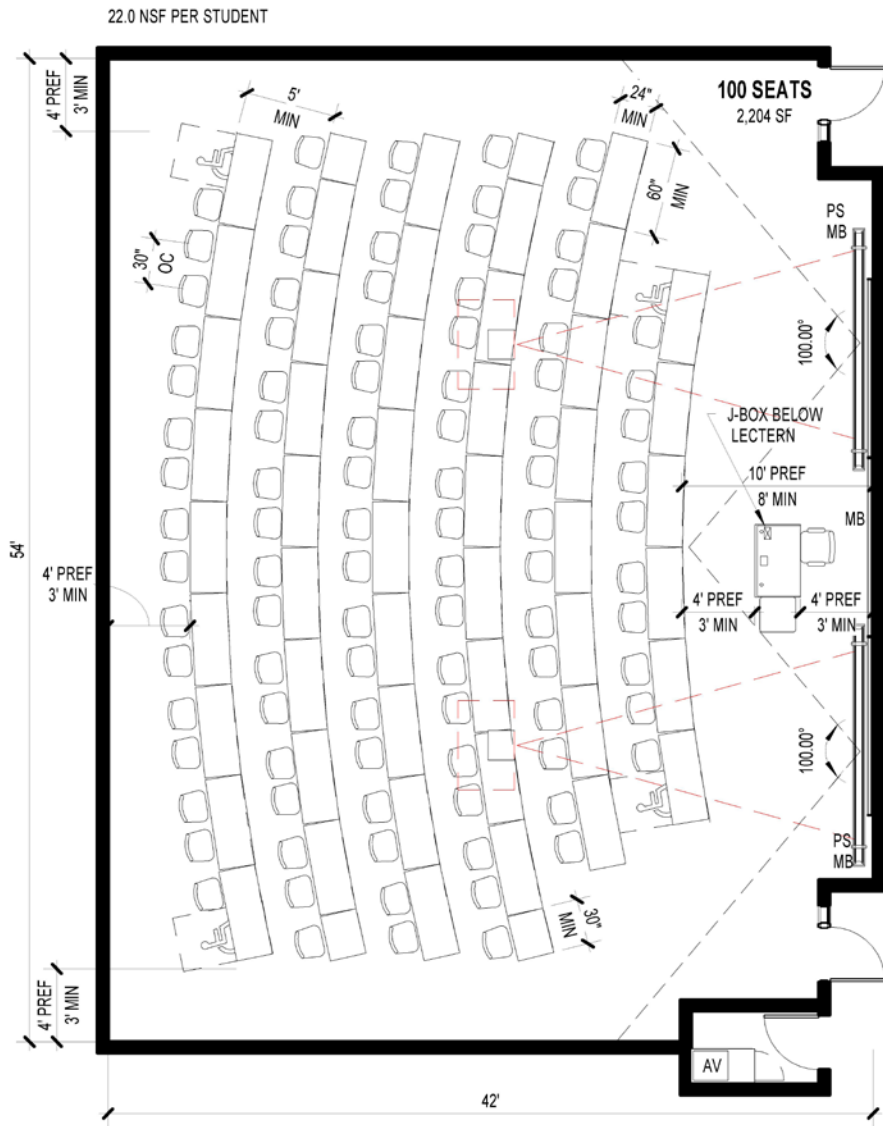 22.0 NSF PER STUDENT
4' PREF
3' MIN
5'
MIN
24"
MIN
100 SEATS
2,204 SF
60"
MIN
30"
OC
PS
MB
100.00°
J-BOX BELOW
LECTERN
10' PREF
8' MIN
MB
54'
4' PREF
3' MIN
4' PREF
3' MIN
4' PREF
3' MIN
100.00°
PS
MB
30"
MIN
4' PREF
3' MIN
AV
42'